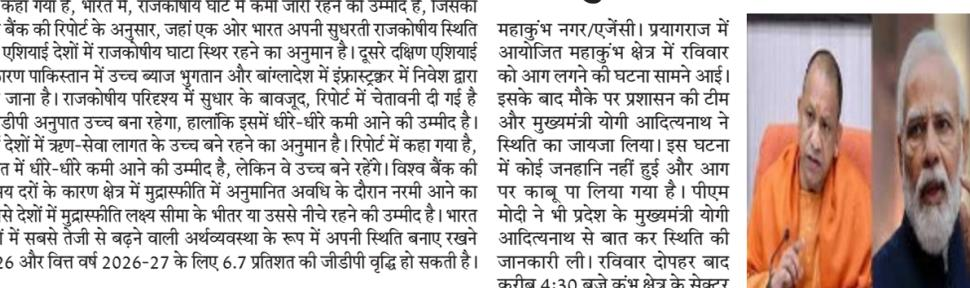 कहा गया है, भारत में, राजकोषीय घाटे में कमी जारी रहने की उम्मीद है, जिसका
बैंक की रिपोर्ट के अनुसार, जहां एक ओर भारत अपनी सुधरती राजकोषीय स्थिति
एशियाई देशों में राजकोषीय घाटा स्थिर रहने का अनुमान है। दूसरे दक्षिण एशियाई
पाकिस्तान में उच्च ब्याज भुगतान और बांग्लादेश में इंफ्रास्ट्रक्चर में निवेश द्वारा
जाना है। राजकोषीय परिदृश्य में सुधार के बावजूद, रिपोर्ट में चेतावनी दी गई है
अनुपात उच्च बना रहेगा, हालांकि इसमें धीरे-धीरे कमी आने की उम्मीद है।
देशों में ऋण-सेवा लागत के उच्च बने रहने का अनुमान है। रिपोर्ट में कहा गया है,
में धीरे-धीरे कमी आने की उम्मीद है, लेकिन वे उच्च बने रहेंगे। विश्व बैंक की
दरों के कारण क्षेत्र में मुद्रास्फीति में अनुमानित अवधि के दौरान नरमी आने का
देशों में मुद्रास्फीति लक्ष्य सीमा के भीतर या उससे नीचे रहने की उम्मीद है। भारत
में सबसे तेजी से बढ़ने वाली अर्थव्यवस्था के रूप में अपनी स्थिति बनाए रखने
26 और वित्त वर्ष 2026-27 के लिए 6.7 प्रतिशत की जीडीपी वृद्धि हो सकती है।
महाकुंभ नगर/एजेंसी। प्रयागराज में
आयोजित महाकुंभ क्षेत्र में रविवार
को आग लगने की घटना सामने आई।
इसके बाद मौके पर प्रशासन की टीम
और मुख्यमंत्री योगी आदित्यनाथ ने
स्थिति का जायजा लिया। इस घटना
में कोई जनहानि नहीं हुई और आग
पर काबू पा लिया गया है। पीएम
मोदी ने भी प्रदेश के मुख्यमंत्री योगी
आदित्यनाथ से बात कर स्थिति की
जानकारी ली। रविवार दोपहर बाद
करीब 4:30 बजे कुंभ क्षेत्र के सेक्टर